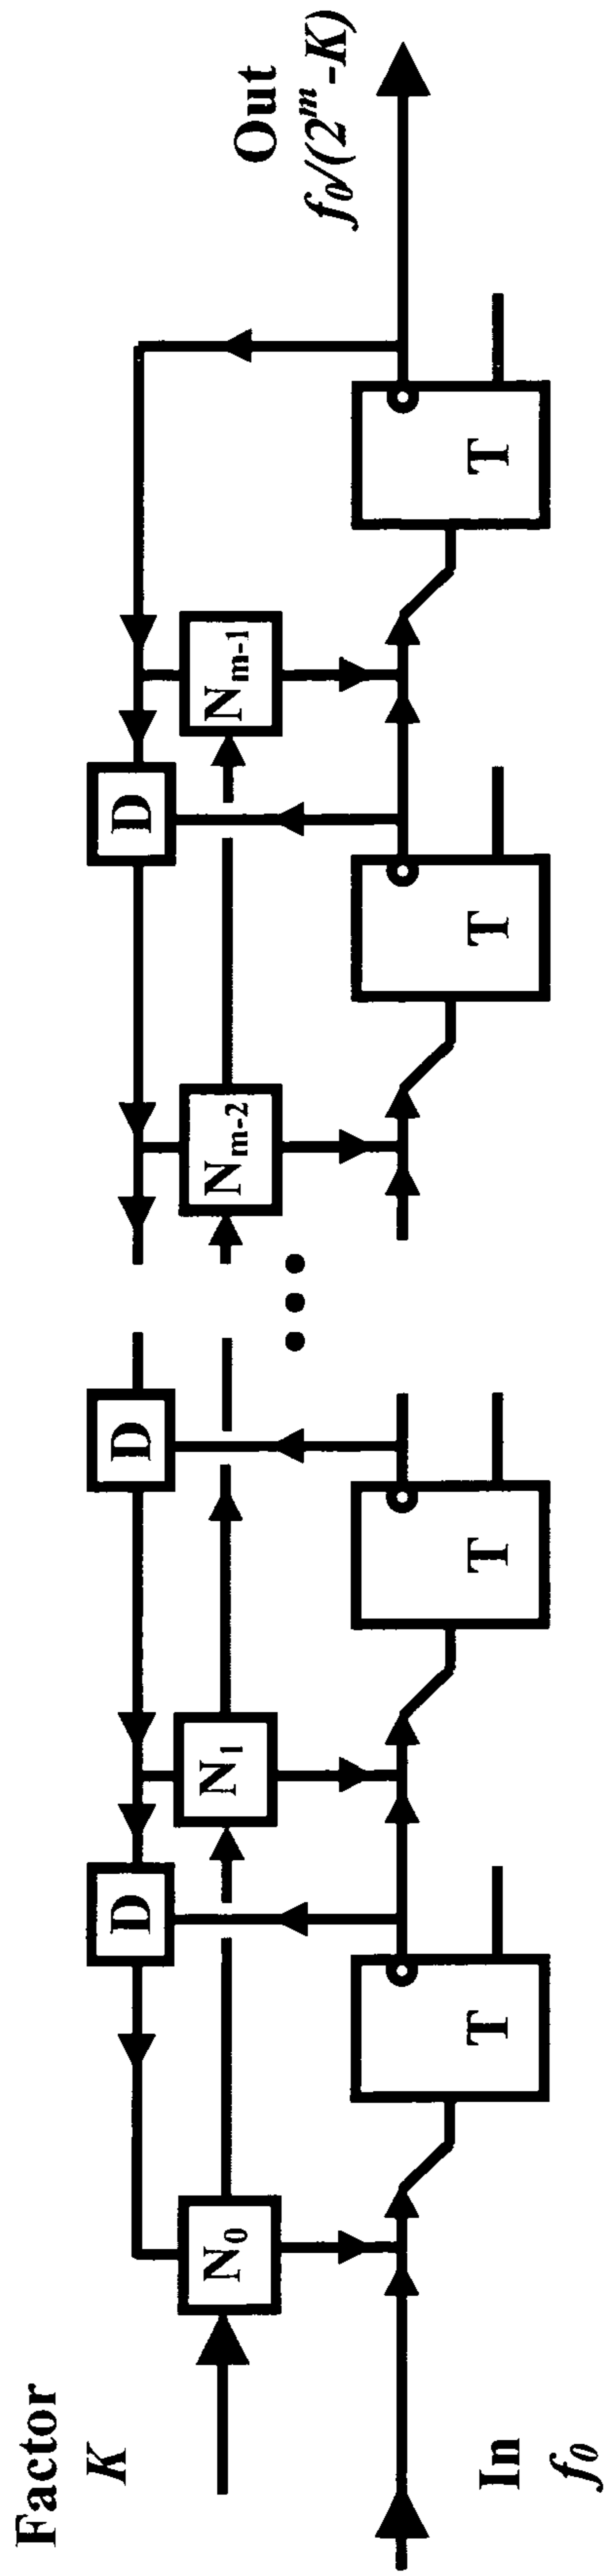 Factor
K
In
f₀
Out
f₀/(2ᵐ-K)
D
D
D
N₀
N₁
Nₘ₋₂
Nₘ₋₁
T
T
T
T